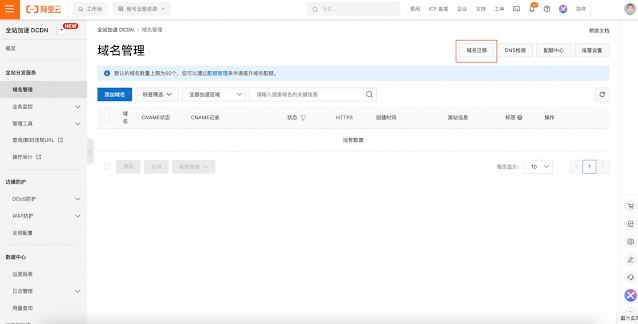 阿里云 工作台 账号全部资源 搜索... 费用 ICP 备案 企业 支持 工单 简体
全站加速 DCDN NEW
概览
全站分发服务
域名管理
业务监控
管理工具
查询/解封违规URL
操作审计
边缘防护
DDoS防护
WAF防护
全局配置
数据中心
运营报表
日志管理
用量查询
全站加速 DCDN / 域名管理 帮助文档
域名管理
域名迁移 DNS检测 配额中心 报警设置
默认的域名数量上限为50个，您可以通过配额管理来申请提升域名配额。
添加域名 标签筛选 全部加速区域 请输入搜索域名的关键信息
域名 CNAME状态 CNAME记录 状态 HTTPS 创建时间 源站信息 标签 操作
没有数据
停用 启用 标签管理 每页显示： 10 1